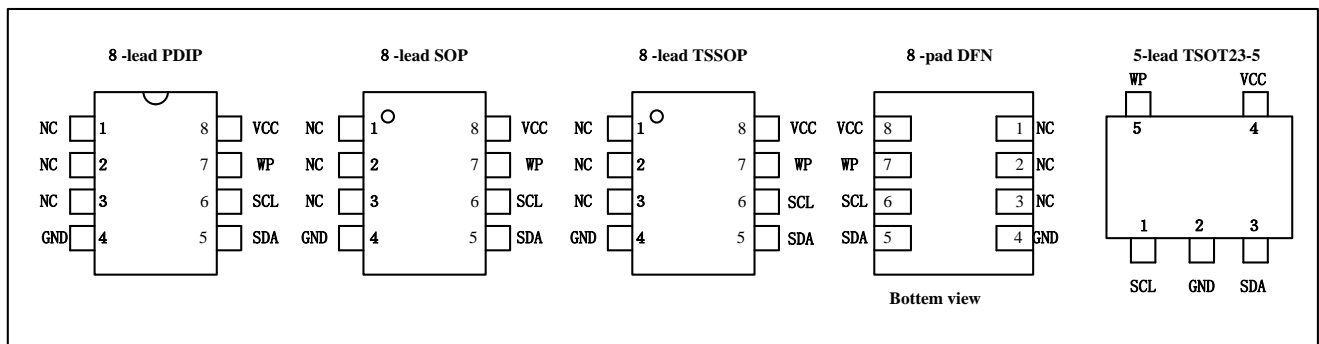 8 -lead PDIP 8 -lead SOP 8 -lead TSSOP 8 -pad DFN 5-lead TSOT23-5
WP VCC
NC 1 8 VCC NC 1 8 VCC NC 1 8 VCC VCC 8 1 NC 5 4
NC 2 7 WP NC 2 7 WP NC 2 7 WP WP 7 2 NC
NC 3 6 SCL NC 3 6 SCL NC 3 6 SCL SCL 6 3 NC
GND 4 5 SDA GND 4 5 SDA GND 4 5 SDA SDA 5 4 GND 1 2 3
SCL GND SDA
Bottem view